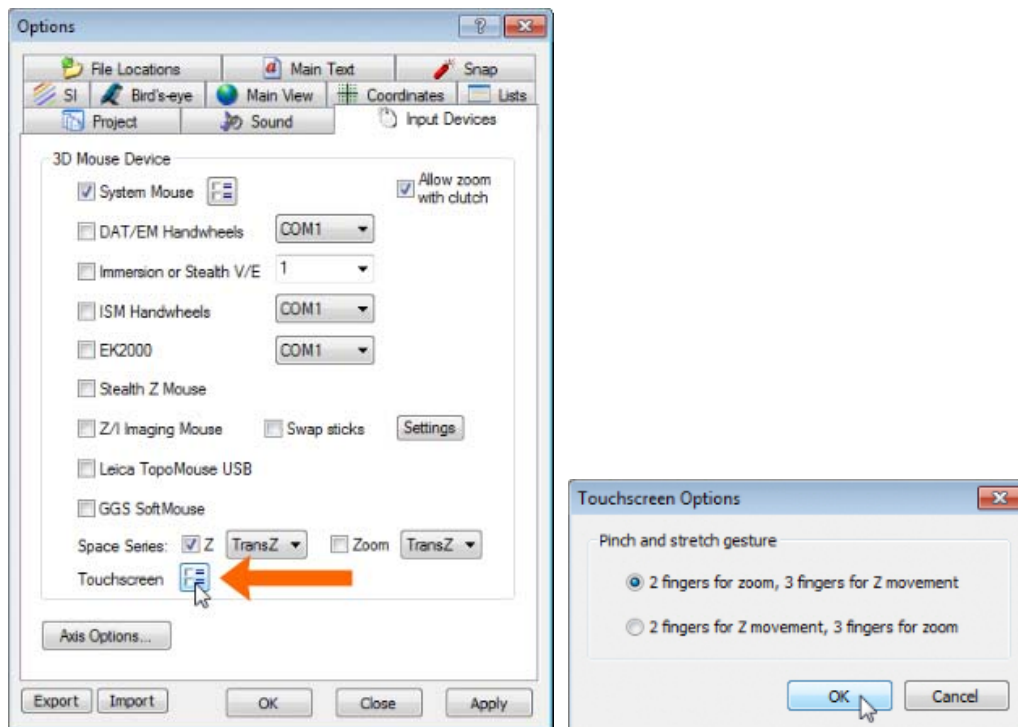 Options
File Locations Main Text Snap
SI Bird's-eye Main View Coordinates Lists
Project Sound Input Devices
3D Mouse Device
System Mouse Allow zoom
with clutch
DAT/EM Handwheels COM1
Immersion or Stealth V/E 1
ISM Handwheels COM1
EK2000 COM1
Stealth Z Mouse
Z/I Imaging Mouse Swap sticks Settings
Leica TopoMouse USB
GGS SoftMouse
Space Series: Z TransZ Zoom TransZ
Touchscreen
Axis Options...
Export Import OK Close Apply
Touchscreen Options
Pinch and stretch gesture
2 fingers for zoom, 3 fingers for Z movement
2 fingers for Z movement, 3 fingers for zoom
OK Cancel